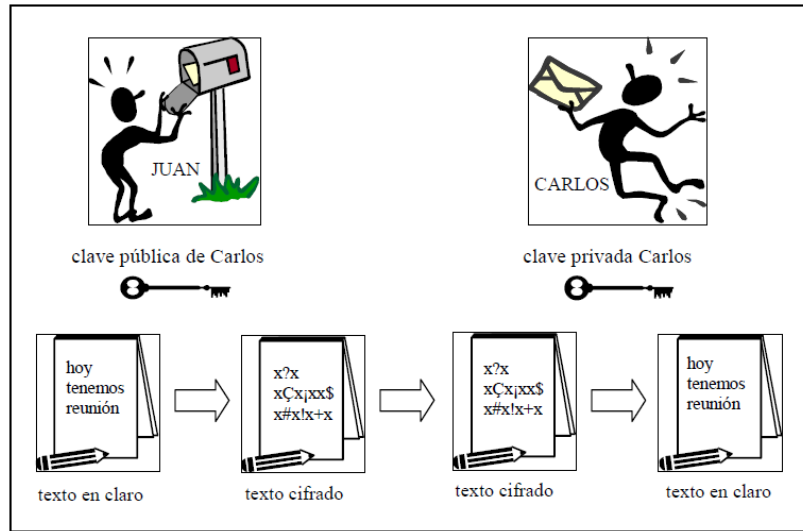 JUAN
CARLOS
clave pública de Carlos
clave privada Carlos
hoy
tenemos
reunión
x?x
xÇx¡xx$
x#x!x+x
x?x
xÇx¡xx$
x#x!x+x
hoy
tenemos
reunión
texto en claro
texto cifrado
texto cifrado
texto en claro